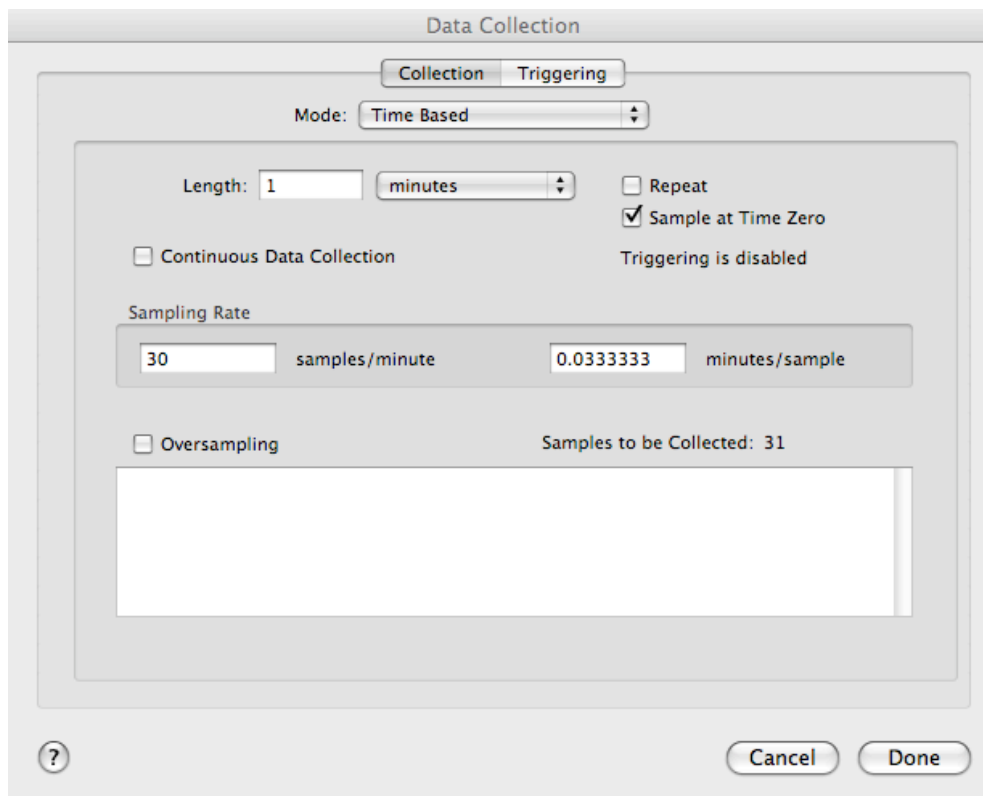 Data Collection
Collection Triggering
Mode: Time Based
Length: 1 minutes Repeat
Sample at Time Zero
Continuous Data Collection Triggering is disabled
Sampling Rate
30 samples/minute 0.0333333 minutes/sample
Oversampling Samples to be Collected: 31
? Cancel Done